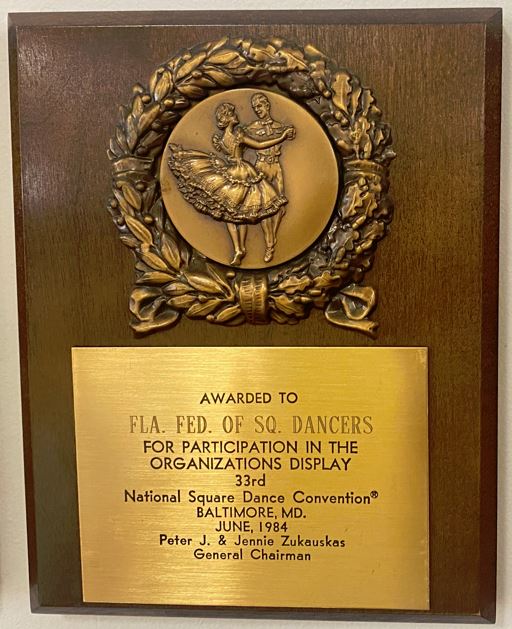 AWARDED TO
FLA. FED. OF SQ. DANCERS
FOR PARTICIPATION IN THE
ORGANIZATIONS DISPLAY
33rd
National Square Dance Convention®
BALTIMORE, MD.
JUNE, 1984
Peter J. & Jennie Zukauskas
General Chairman